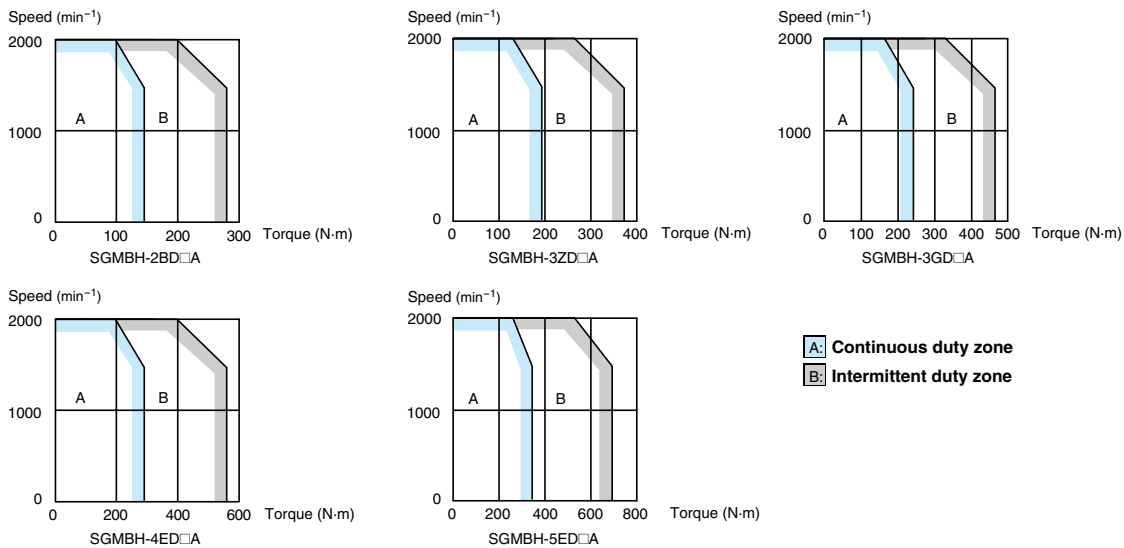 Speed (min⁻¹)
2000
1000
0
A
B
0 100 200 300 Torque (N·m)
SGMBH-2BD□A
Speed (min⁻¹)
2000
1000
0
A
B
0 100 200 300 400 Torque (N·m)
SGMBH-3ZD□A
Speed (min⁻¹)
2000
1000
0
A
B
0 100 200 300 400 500 Torque (N·m)
SGMBH-3GD□A
Speed (min⁻¹)
2000
1000
0
A
B
0 200 400 600 Torque (N·m)
SGMBH-4ED□A
Speed (min⁻¹)
2000
1000
0
A
B
0 200 400 600 800 Torque (N·m)
SGMBH-5ED□A
A: Continuous duty zone
B: Intermittent duty zone